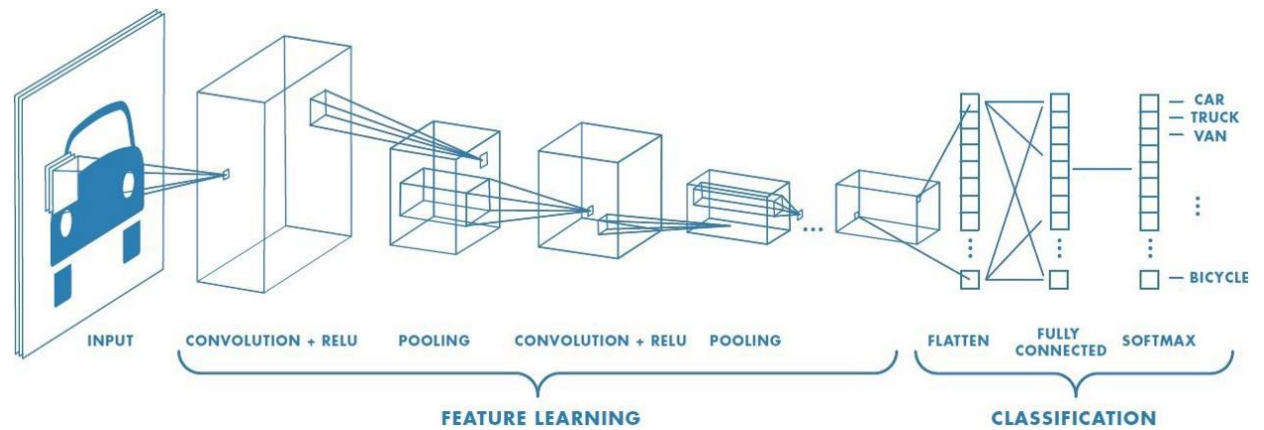 CAR
TRUCK
VAN
BICYCLE
INPUT
CONVOLUTION + RELU
POOLING
CONVOLUTION + RELU
POOLING
FLATTEN
FULLY
CONNECTED
SOFTMAX
FEATURE LEARNING
CLASSIFICATION